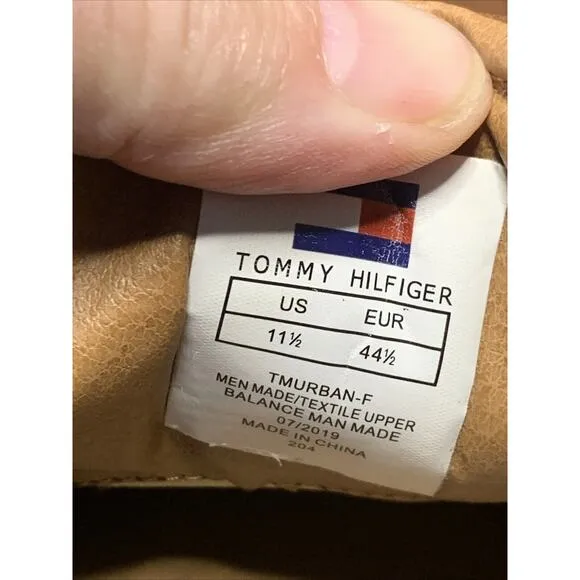 TOMMY HILFIGER
US EUR
11½ 44½
TMURBAN-F
MEN MADE/TEXTILE UPPER
BALANCE MAN MADE
07/2019
MADE IN CHINA
204